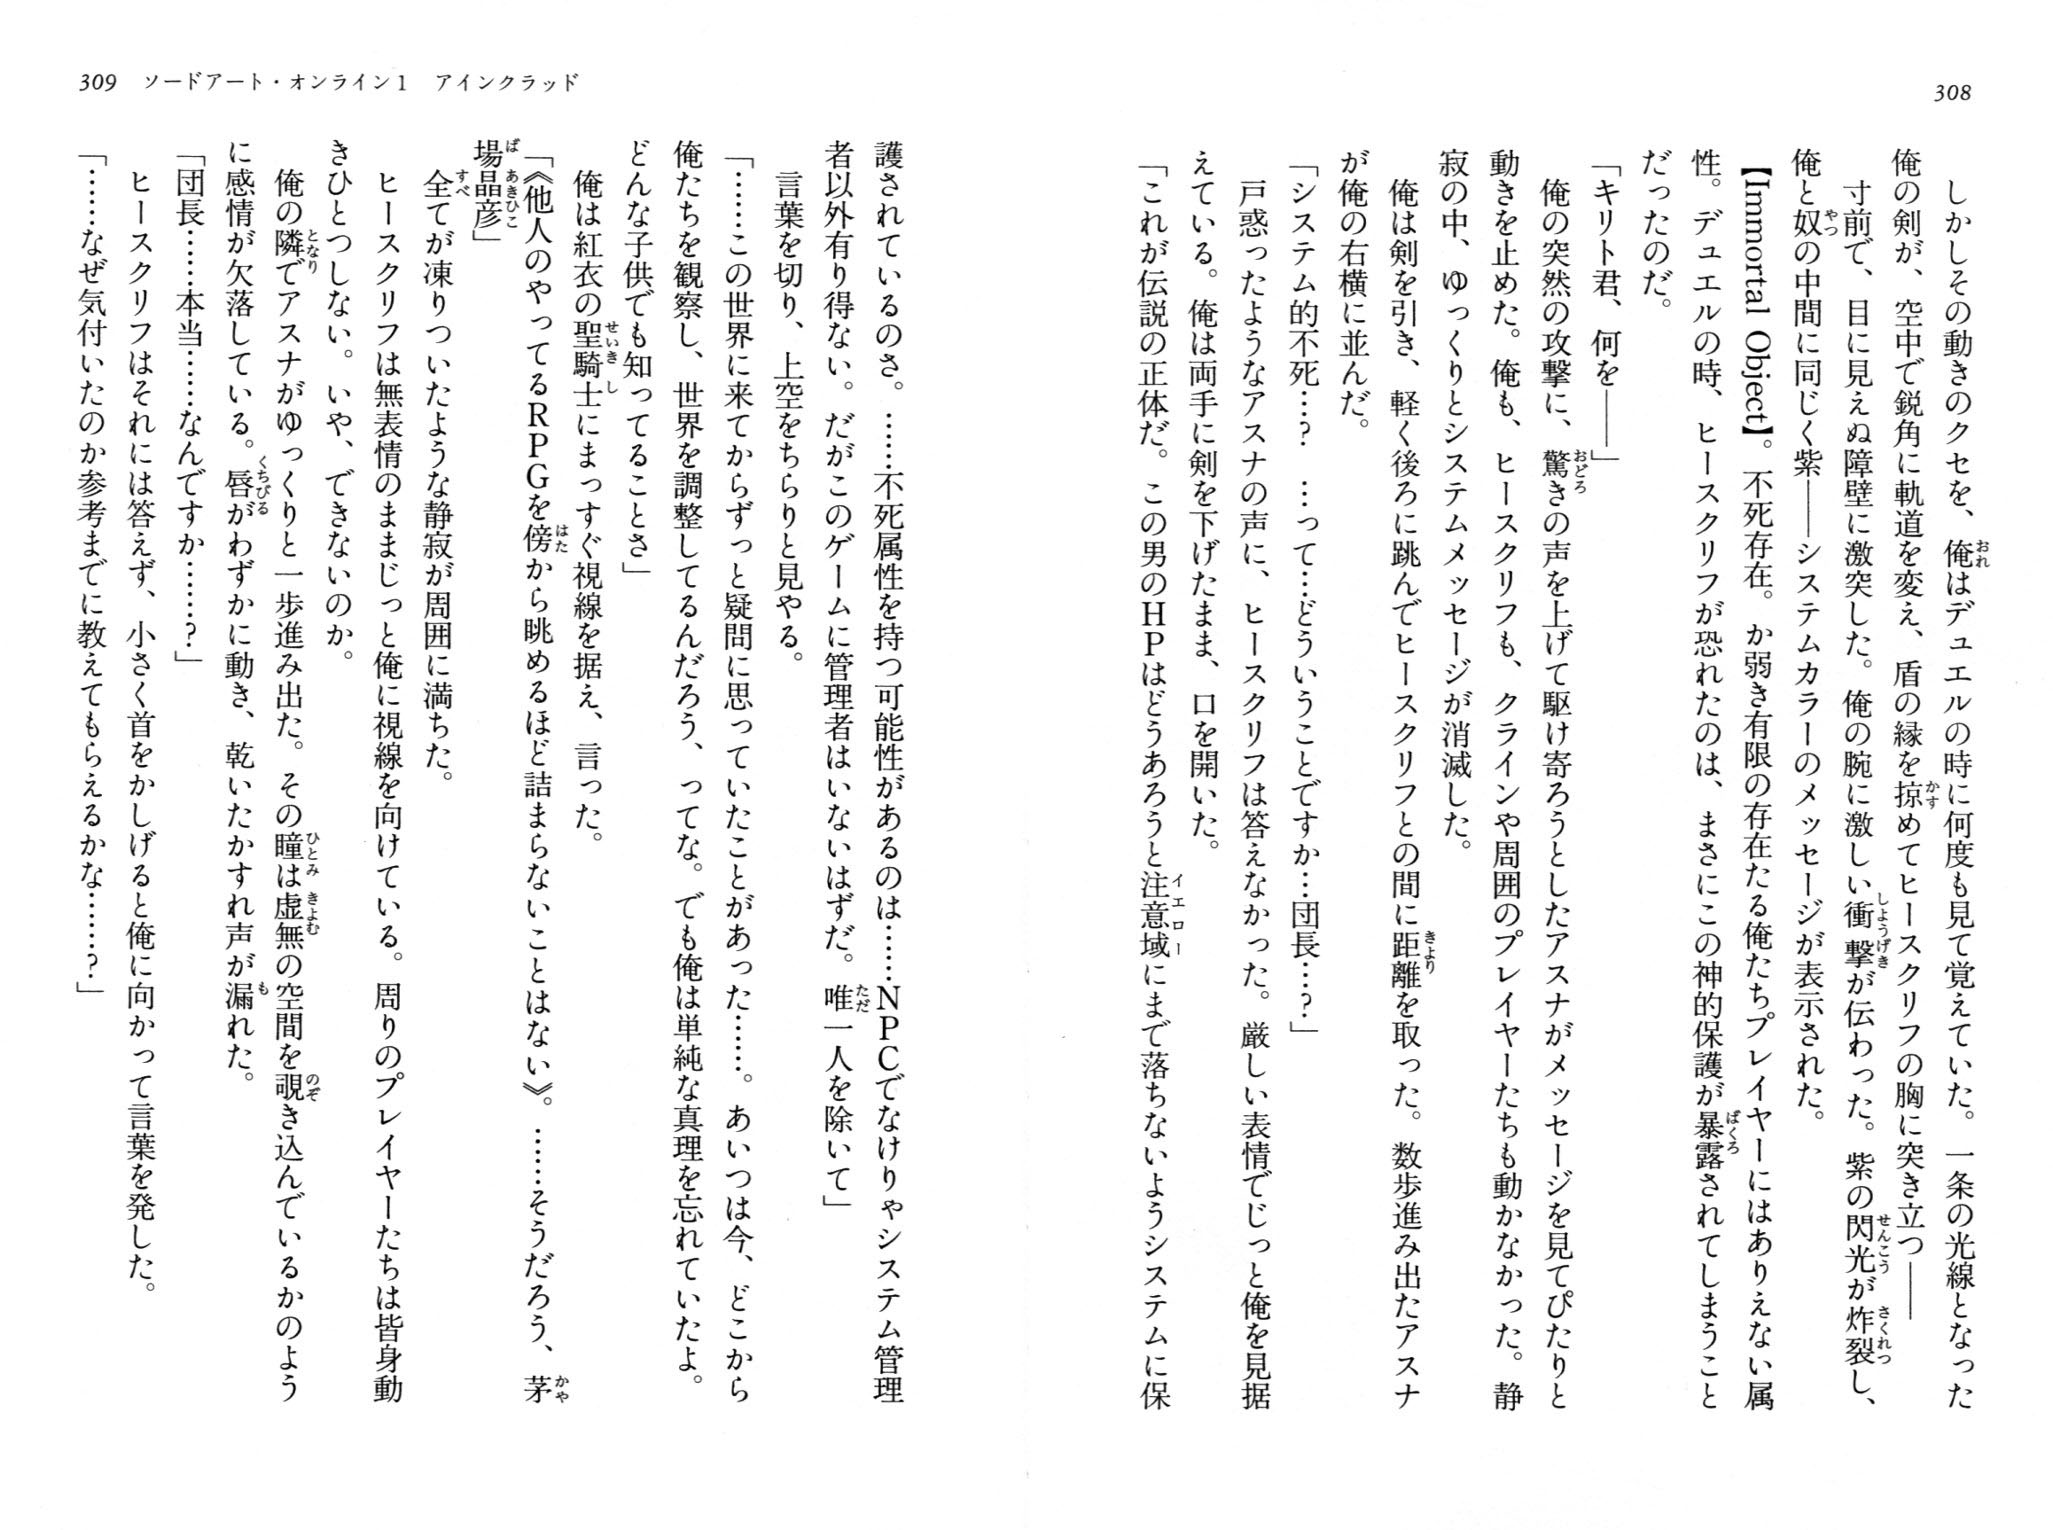 308
しかしその動きのクセを、俺はデュエルの時に何度も見て覚えていた。一条の光線となった
俺の剣が、空中で鋭角に軌道を変え、盾の縁を掠めてヒースクリフの胸に突き立つ――
寸前で、目に見えぬ障壁に激突した。俺の腕に激しい衝撃が伝わった。紫の閃光が炸裂し、
俺と奴の中間に同じく紫――システムカラーのメッセージが表示された。
【Immortal Object】。不死存在。か弱き有限の存在たる俺たちプレイヤーにはありえない属
性。デュエルの時、ヒースクリフが恐れたのは、まさにこの神的保護が暴露されてしまうこと
だったのだ。
「キリト君、何を――」
俺の突然の攻撃に、驚きの声を上げて駆け寄ろうとしたアスナがメッセージを見てぴたりと
動きを止めた。俺も、ヒースクリフも、クラインや周囲のプレイヤーたちも動かなかった。静
寂の中、ゆっくりとシステムメッセージが消滅した。
俺は剣を引き、軽く後ろに跳んでヒースクリフとの間に距離を取った。数歩進み出たアスナ
が俺の右横に並んだ。
「システム的不死…? …って…どういうことですか…団長…?」
戸惑ったようなアスナの声に、ヒースクリフは答えなかった。厳しい表情でじっと俺を見据
えている。俺は両手に剣を下げたまま、口を開いた。
「これが伝説の正体だ。この男のHPはどうあろうと注意域にまで落ちないようシステムに保
309 ソードアート・オンライン1 アインクラッド
護されているのさ。……不死属性を持つ可能性があるのは……NPCでなけりゃシステム管理
者以外有り得ない。だがこのゲームに管理者はいないはずだ。唯一人を除いて」
言葉を切り、上空をちらりと見やる。
「……この世界に来てからずっと疑問に思っていたことがあった……。あいつは今、どこから
俺たちを観察し、世界を調整してるんだろう、ってな。でも俺は単純な真理を忘れていたよ。
どんな子供でも知ってることさ」
俺は紅衣の聖騎士にまっすぐ視線を据え、言った。
「《他人のやってるRPGを傍から眺めるほど詰まらないことはない》。……そうだろう、茅
場晶彦」
全てが凍りついたような静寂が周囲に満ちた。
ヒースクリフは無表情のままじっと俺に視線を向けている。周りのプレイヤーたちは皆身動
きひとつしない。いや、できないのか。
俺の隣でアスナがゆっくりと一歩進み出た。その瞳は虚無の空間を覗き込んでいるかのよう
に感情が欠落している。唇がわずかに動き、乾いたかすれ声が漏れた。
「団長……本当……なんですか……?」
ヒースクリフはそれには答えず、小さく首をかしげると俺に向かって言葉を発した。
「……なぜ気付いたのか参考までに教えてもらえるかな……?」